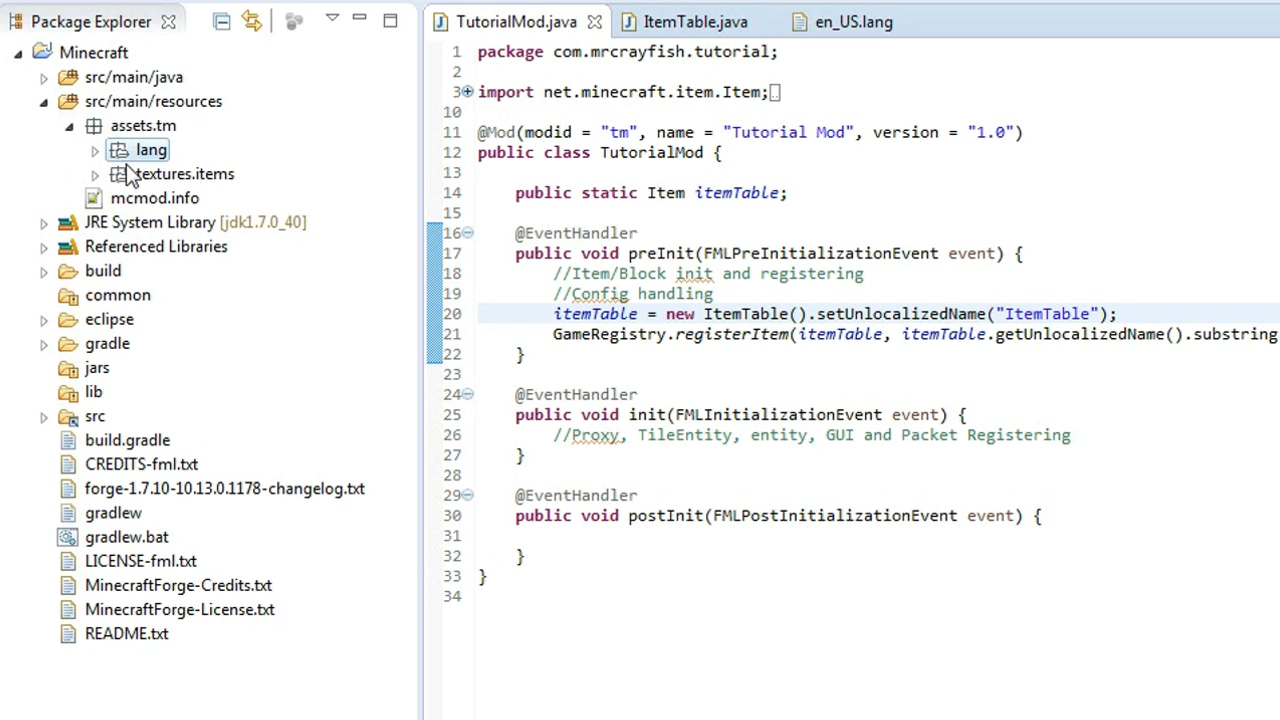 Package Explorer
Minecraft
src/main/java
src/main/resources
assets.tm
lang
textures.items
mcmod.info
JRE System Library [jdk1.7.0_40]
Referenced Libraries
build
common
eclipse
gradle
jars
lib
src
build.gradle
CREDITS-fml.txt
forge-1.7.10-10.13.0.1178-changelog.txt
gradlew
gradlew.bat
LICENSE-fml.txt
MinecraftForge-Credits.txt
MinecraftForge-License.txt
README.txt
TutorialMod.java ItemTable.java en_US.lang
1 package com.mrcrayfish.tutorial;
2
3 import net.minecraft.item.Item;
10
11 @Mod(modid = "tm", name = "Tutorial Mod", version = "1.0")
12 public class TutorialMod {
13
14 public static Item itemTable;
15
16 @EventHandler
17 public void preInit(FMLPreInitializationEvent event) {
18 //Item/Block init and registering
19 //Config handling
20 itemTable = new ItemTable().setUnlocalizedName("ItemTable");
21 GameRegistry.registerItem(itemTable, itemTable.getUnlocalizedName().substring
22 }
23
24 @EventHandler
25 public void init(FMLInitializationEvent event) {
26 //Proxy, TileEntity, entity, GUI and Packet Registering
27 }
28
29 @EventHandler
30 public void postInit(FMLPostInitializationEvent event) {
31
32 }
33 }
34